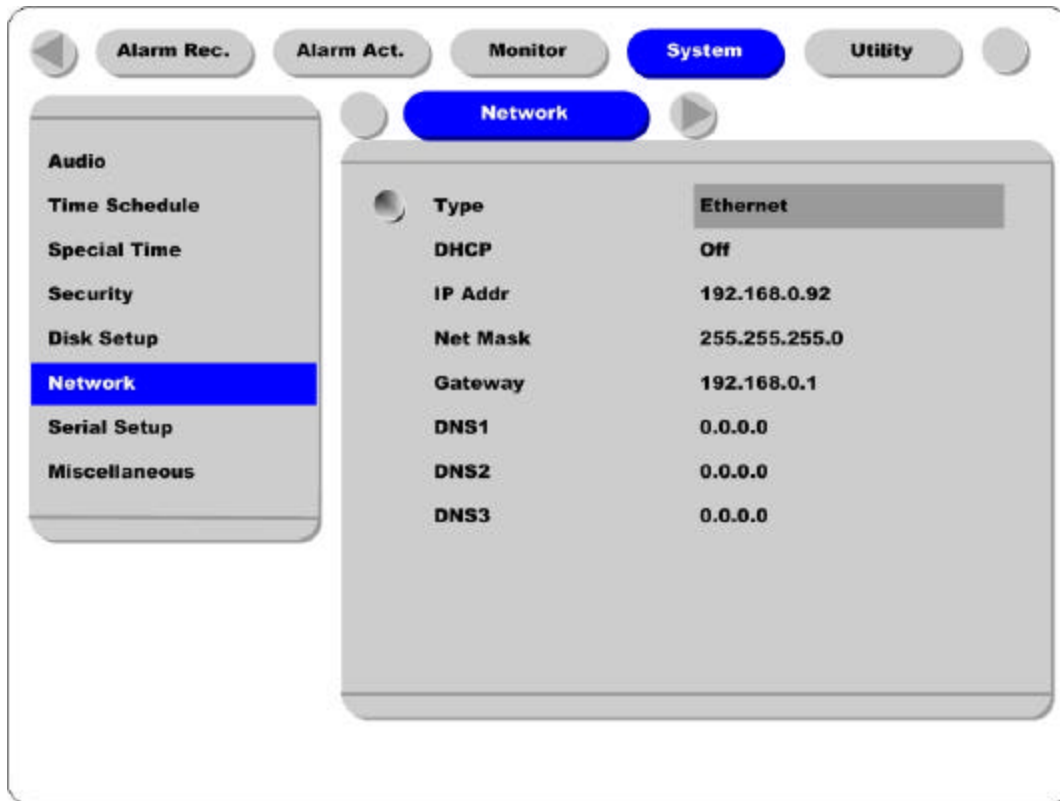 Alarm Rec. Alarm Act. Monitor System Utility
Network
Audio
Time Schedule
Special Time
Security
Disk Setup
Network
Serial Setup
Miscellaneous
Type Ethernet
DHCP Off
IP Addr 192.168.0.92
Net Mask 255.255.255.0
Gateway 192.168.0.1
DNS1 0.0.0.0
DNS2 0.0.0.0
DNS3 0.0.0.0